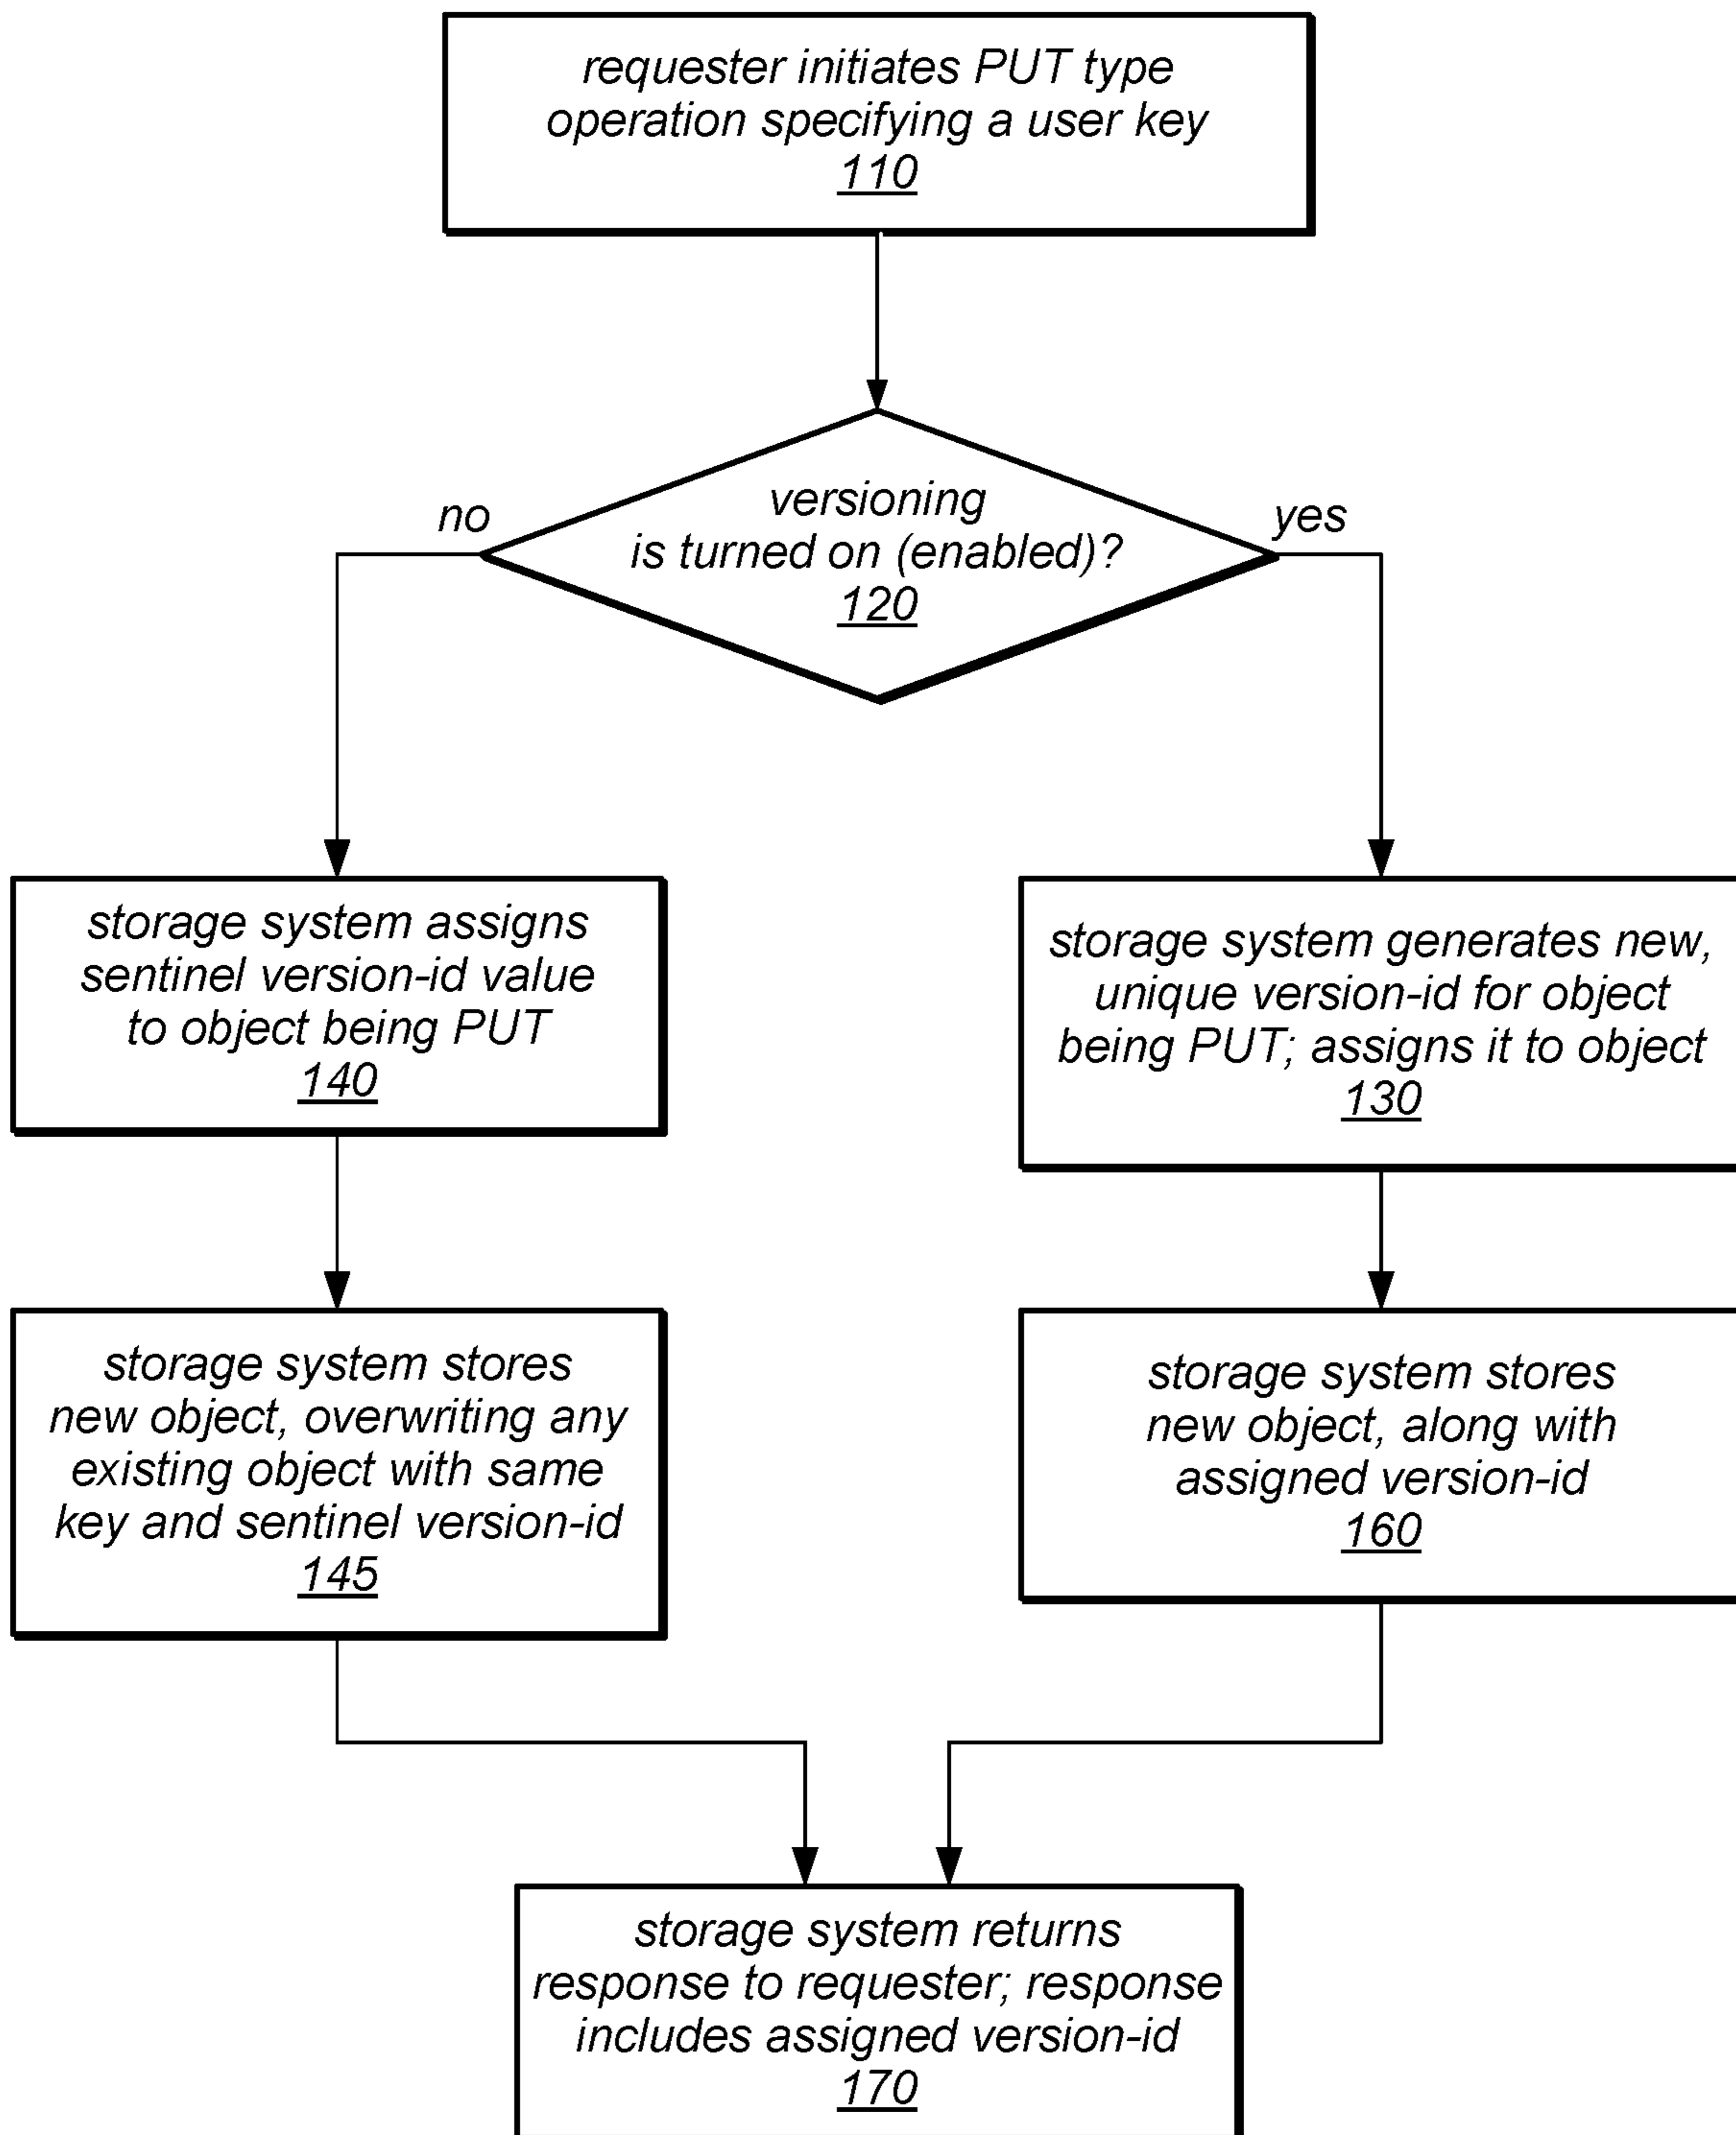 requester initiates PUT type
operation specifying a user key
110
versioning
is turned on (enabled)?
120
no
yes
storage system assigns
sentinel version-id value
to object being PUT
140
storage system generates new,
unique version-id for object
being PUT; assigns it to object
130
storage system stores
new object, overwriting any
existing object with same
key and sentinel version-id
145
storage system stores
new object, along with
assigned version-id
160
storage system returns
response to requester; response
includes assigned version-id
170